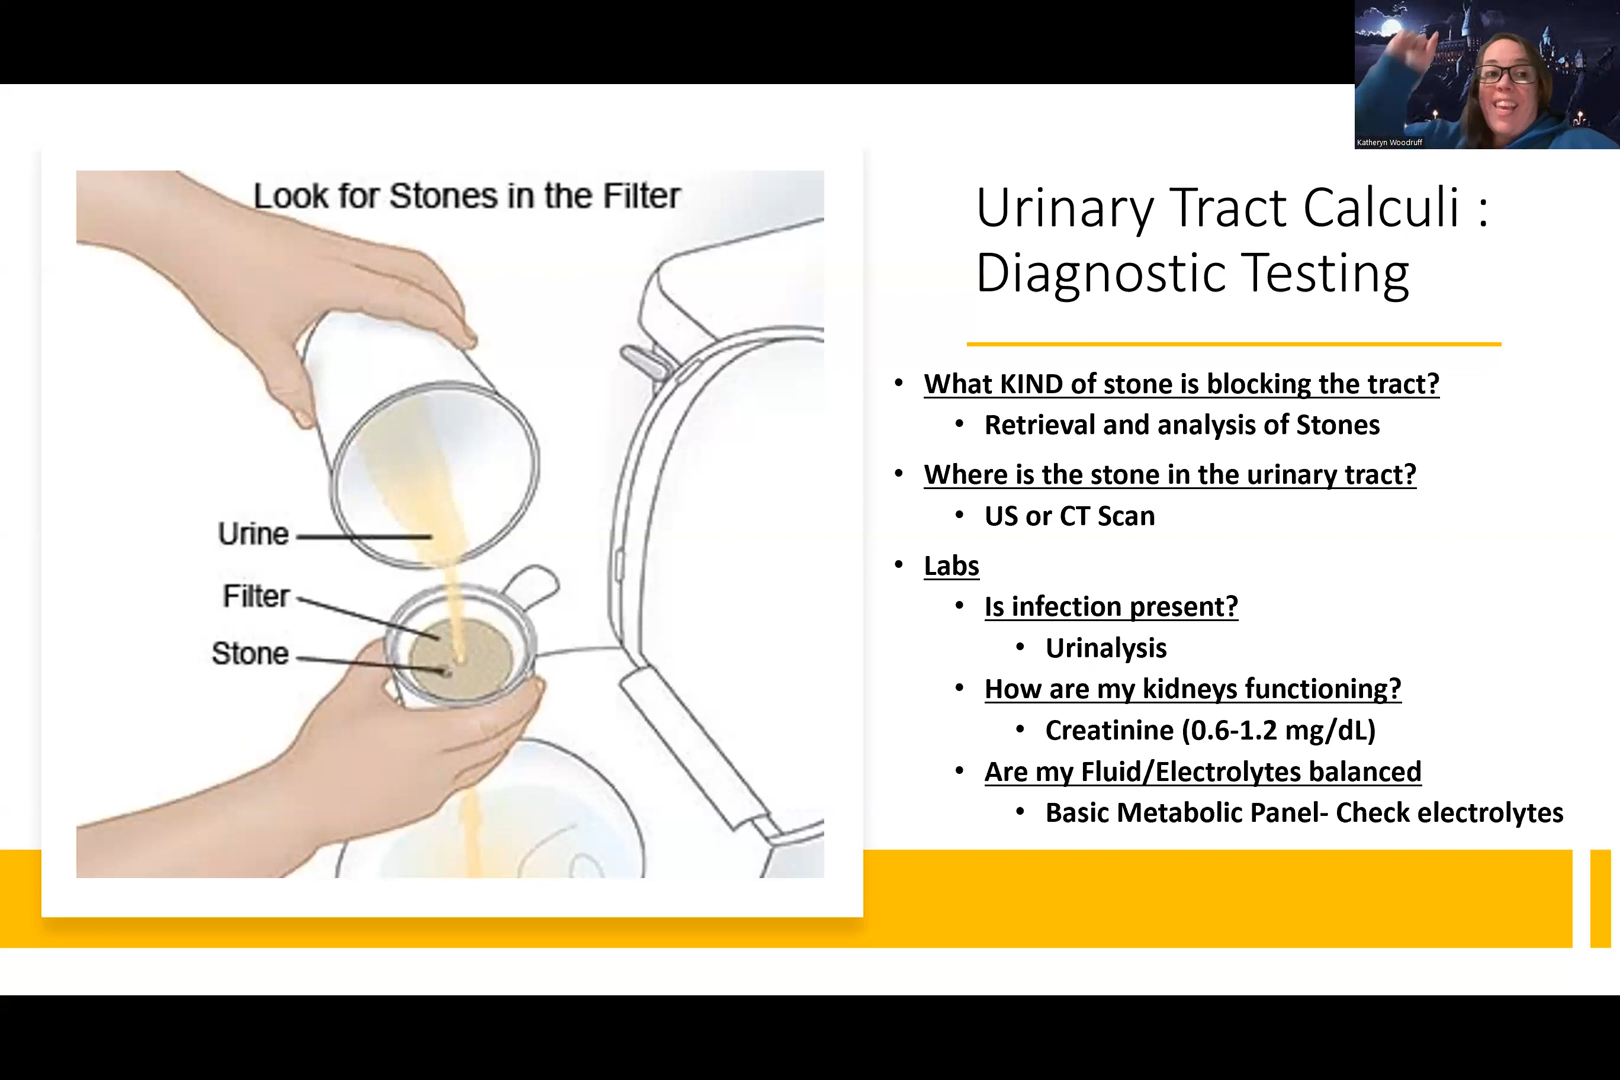 Katheryn Woodruff
Look for Stones in the Filter
Urine
Filter
Stone
Urinary Tract Calculi :
Diagnostic Testing
• What KIND of stone is blocking the tract?
• Retrieval and analysis of Stones
• Where is the stone in the urinary tract?
• US or CT Scan
• Labs
• Is infection present?
• Urinalysis
• How are my kidneys functioning?
• Creatinine (0.6-1.2 mg/dL)
• Are my Fluid/Electrolytes balanced
• Basic Metabolic Panel- Check electrolytes